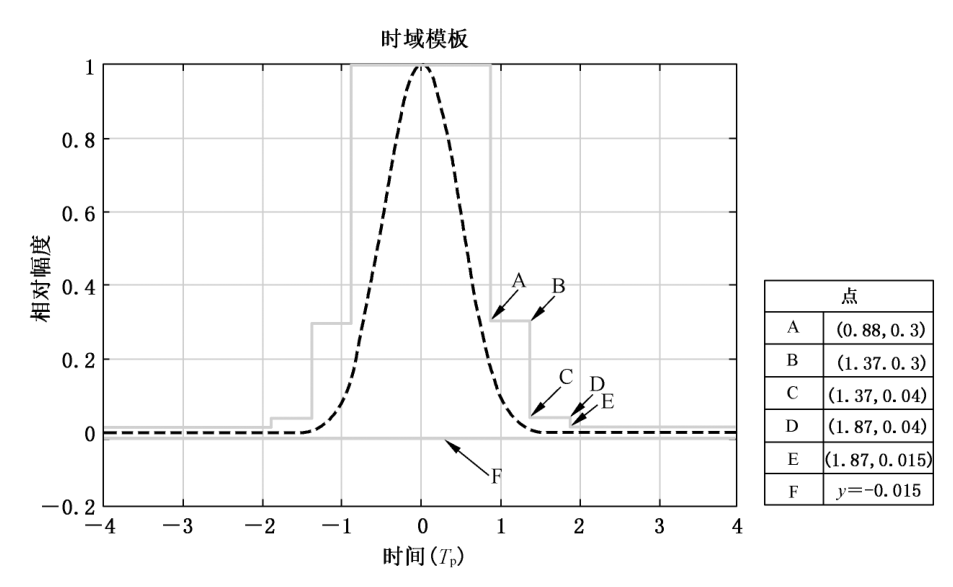 时域模板
1
0.8
0.6
0.4
0.2
0
－0.2
相对幅度
－4 －3 －2 －1 0 1 2 3 4
时间(Tp)
A
B
C
D
E
F
点
A (0.88,0.3)
B (1.37.0.3)
C (1.37,0.04)
D (1.87,0.04)
E (1.87,0.015)
F y＝-0.015